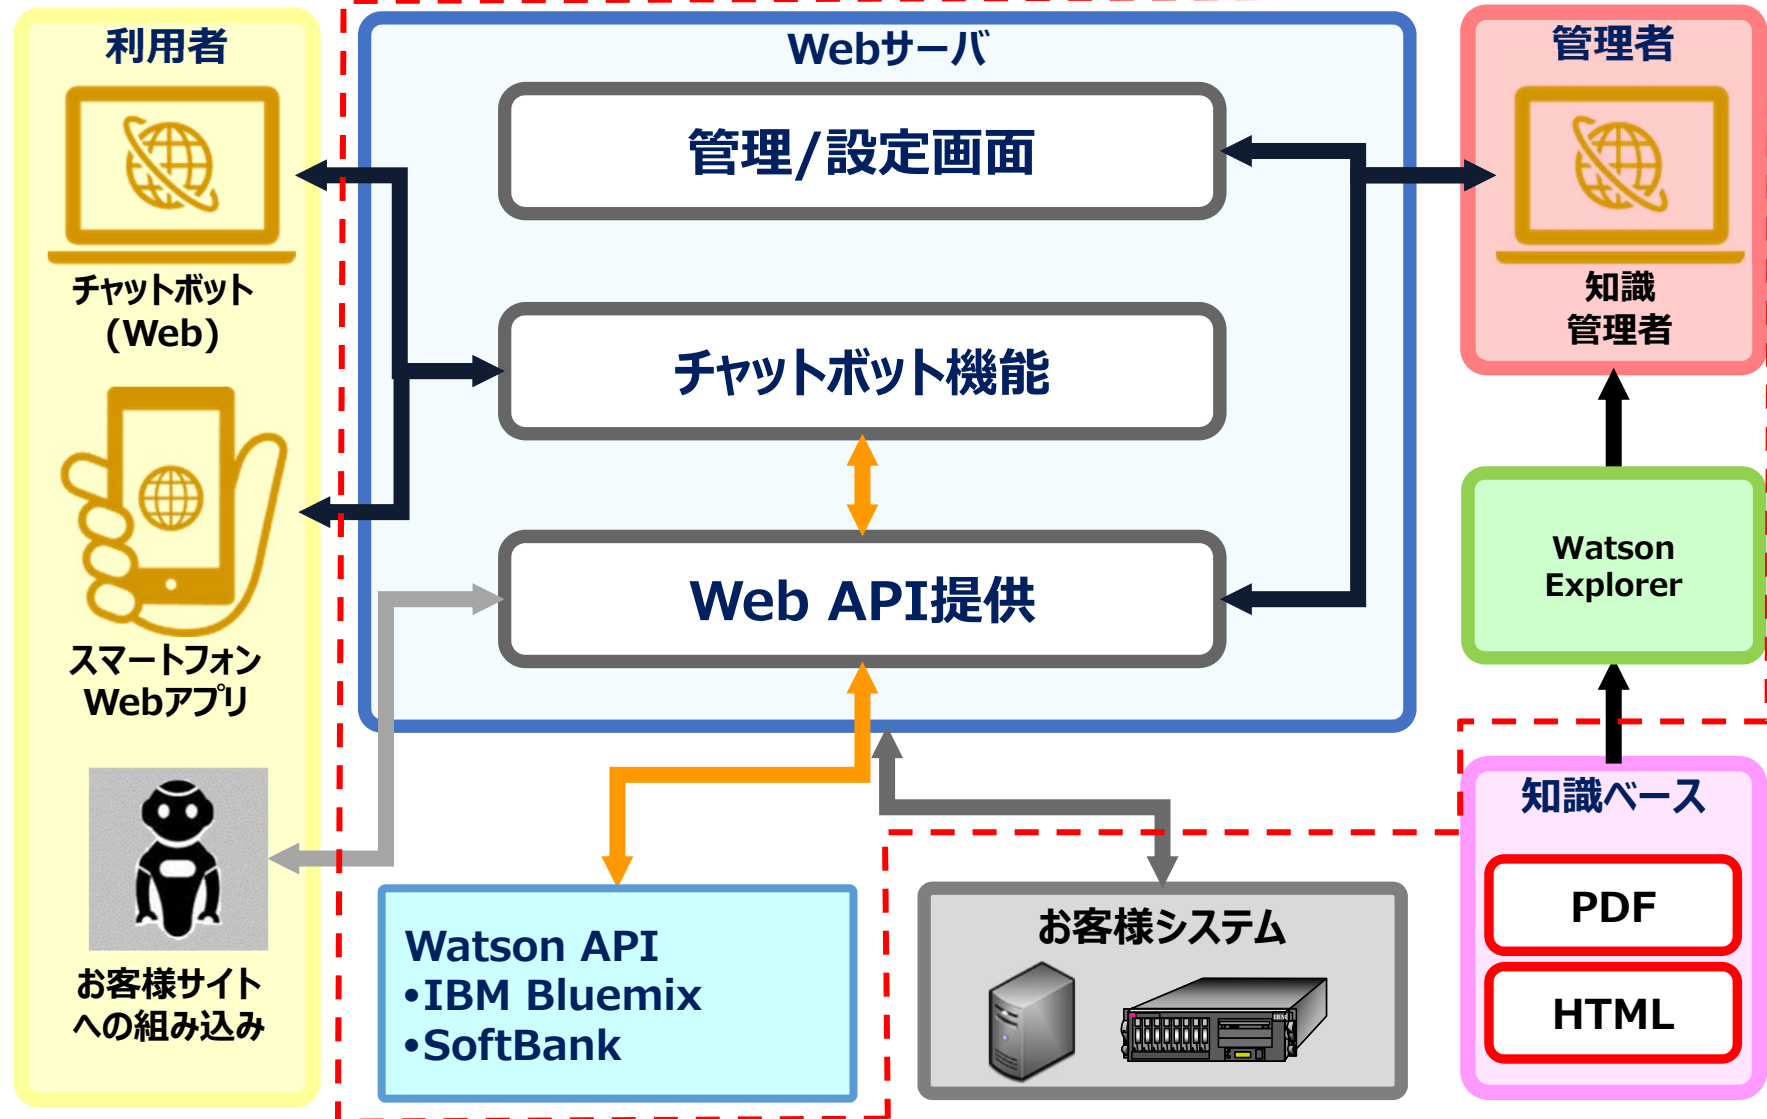 利用者
チャットボット
(Web)
スマートフォン
Webアプリ
お客様サイト
への組み込み
Webサーバ
管理/設定画面
チャットボット機能
Web API提供
Watson API
•IBM Bluemix
•SoftBank
お客様システム
IBM
管理者
知識
管理者
Watson
Explorer
知識ベース
PDF
HTML